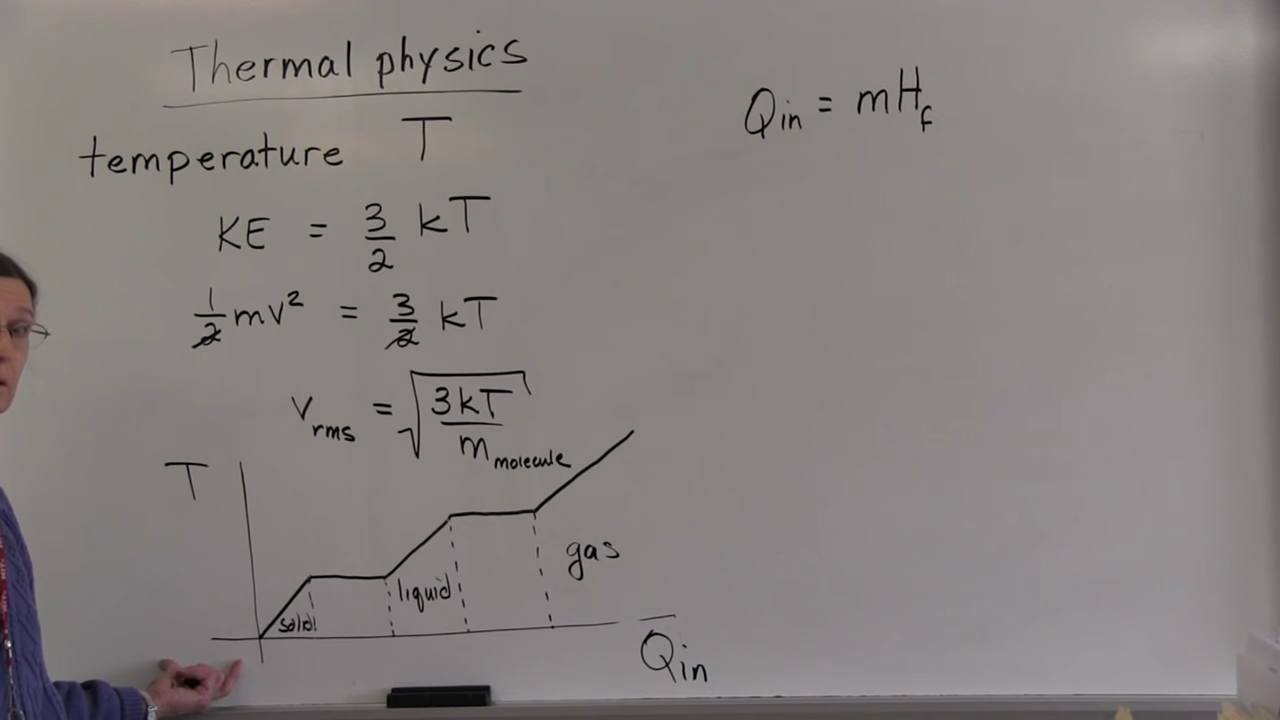 Thermal physics
temperature T
KE = 3/2 kT
1/2 mv² = 3/2 kT
v_rms = √(3kT / m_molecule)
T
solid
liquid
gas
Q_in
Q_in = mH_f